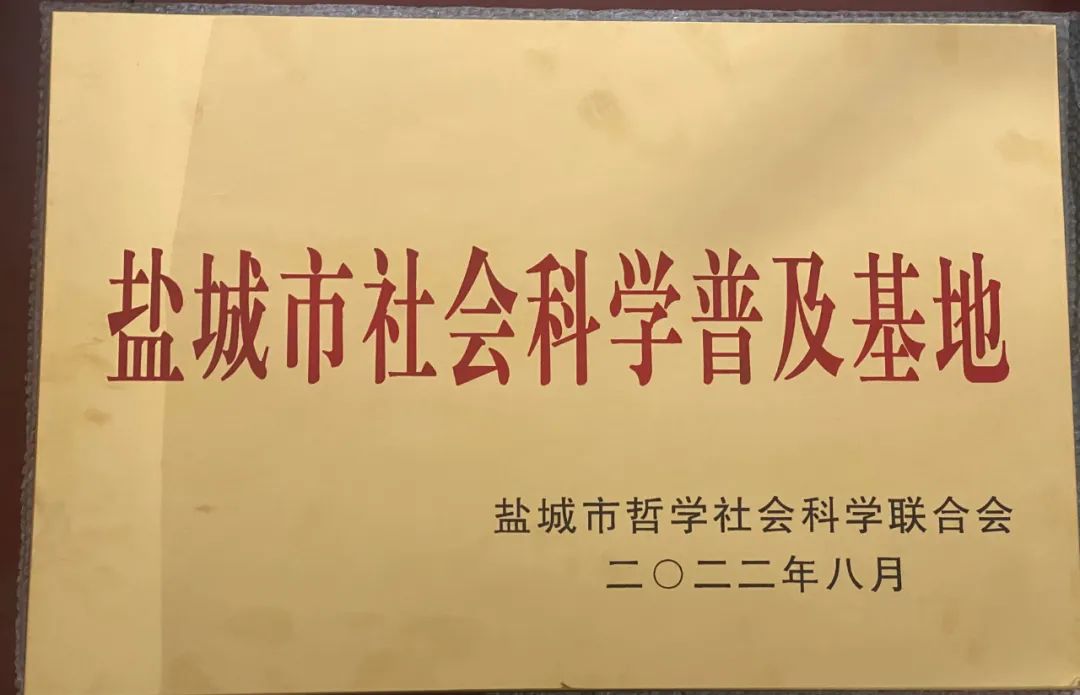 盐城市社会科学普及基地
盐城市哲学社会科学联合会
二〇二二年八月